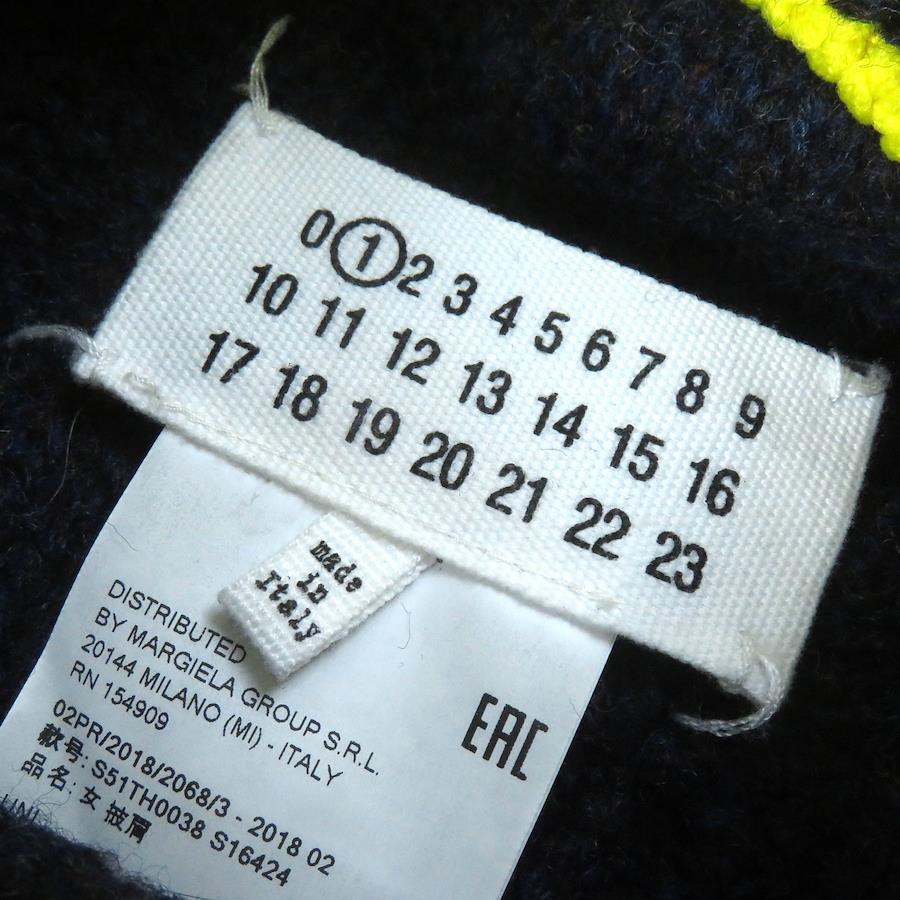 0 1 2 3 4 5 6 7 8 9
10 11 12 13 14 15 16
17 18 19 20 21 22 23
made
in
Italy
DISTRIBUTED
BY MARGIELA GROUP S.R.L.
20144 MILANO (MI) - ITALY
RN 154909
EAC
02PR/2018/2068/3 - 2018 02
款号: S51TH0038 S16424
品名: 女 披肩
UNI